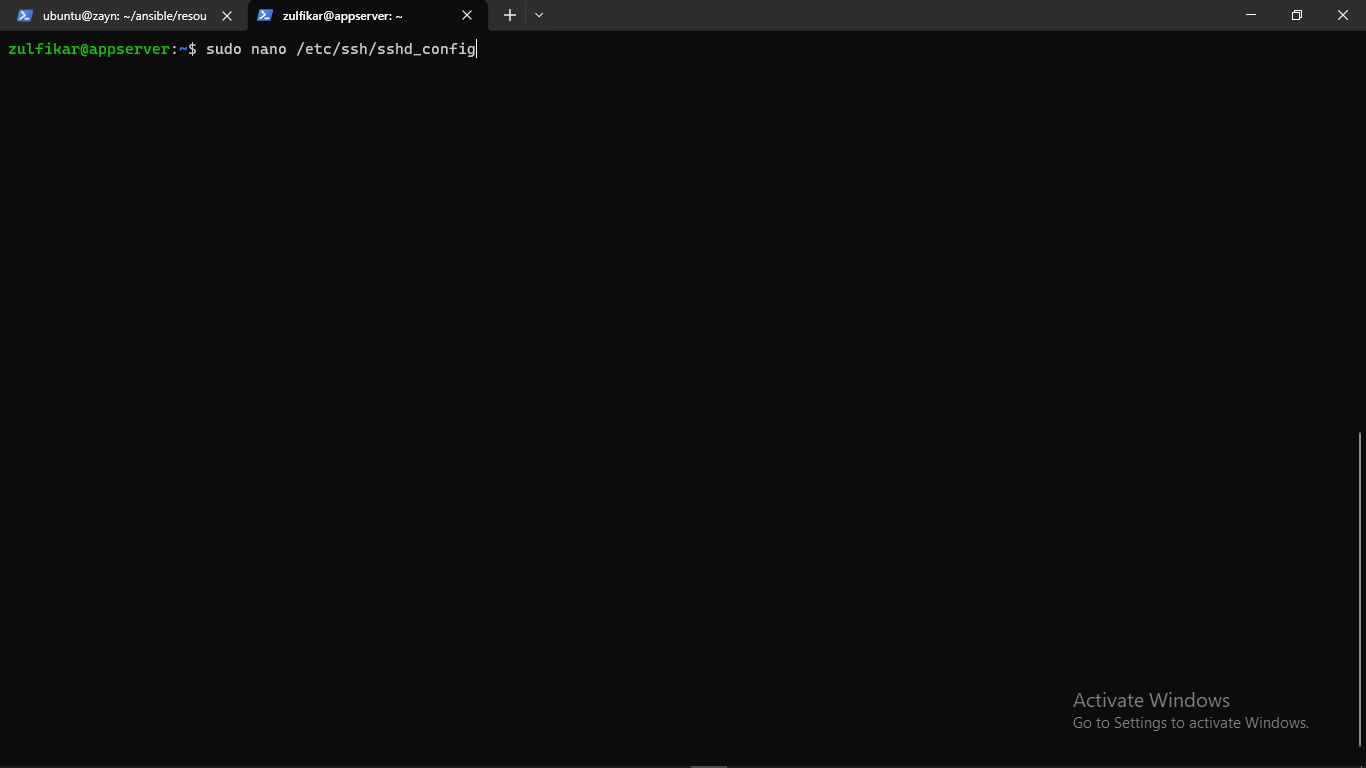 ubuntu@zayn: ~/ansible/resou
zulfikar@appserver: ~
zulfikar@appserver:~$ sudo nano /etc/ssh/sshd_config
Activate Windows
Go to Settings to activate Windows.